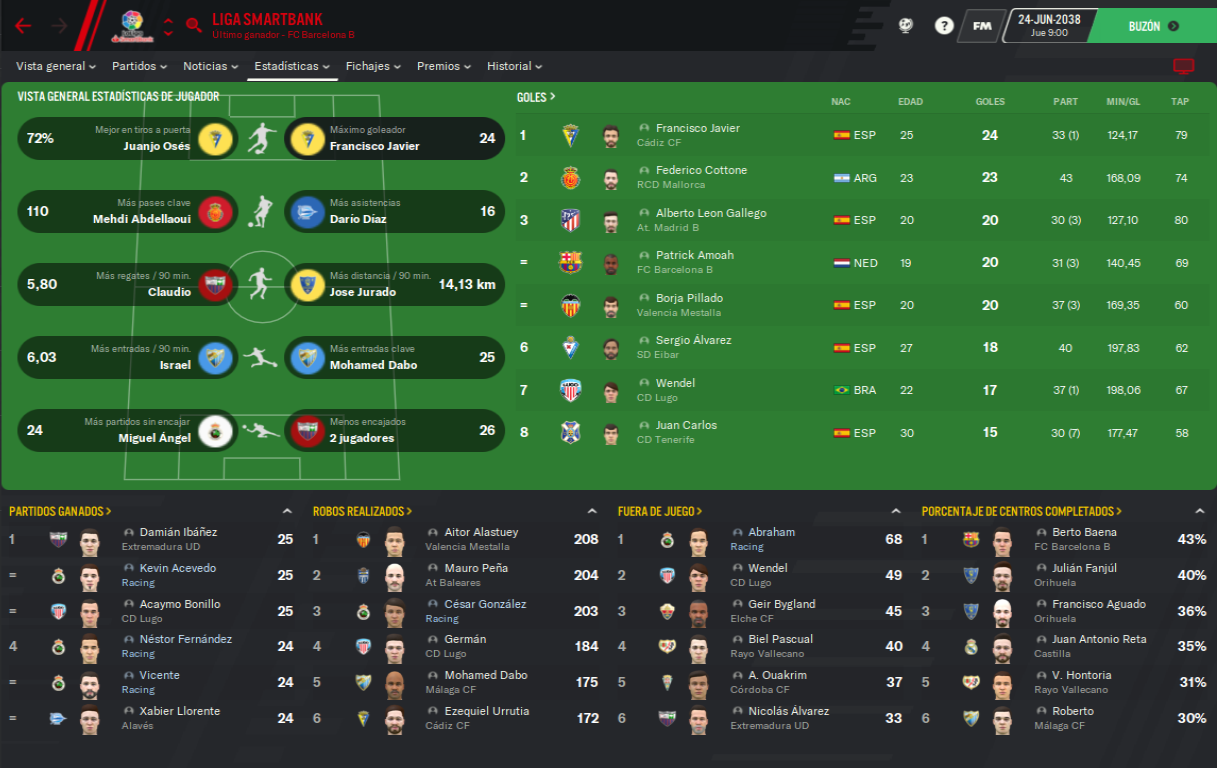 LIGA SMARTBANK
Último ganador - FC Barcelona B
FM
24-JUN-2038
Jue 9:00
BUZÓN
Vista general
Partidos
Noticias
Estadísticas
Fichajes
Premios
Historial
VISTA GENERAL ESTADÍSTICAS DE JUGADOR
72%
Mejor en tiros a puerta
Juanjo Osés
Máximo goleador
Francisco Javier
24
110
Más pases clave
Mehdi Abdellaoui
Más asistencias
Darío Díaz
16
5,80
Más regates / 90 min.
Claudio
Más distancia / 90 min.
Jose Jurado
14,13 km
6,03
Más entradas / 90 min.
Israel
Más entradas clave
Mohamed Dabo
25
24
Más partidos sin encajar
Miguel Ángel
Menos encajados
2 jugadores
26
GOLES >
NAC EDAD GOLES PART MIN/GL TAP
1 Francisco Javier ESP 25 24 33 (1) 124,17 79
Cádiz CF
2 Federico Cottone ARG 23 23 43 168,09 74
RCD Mallorca
3 Alberto Leon Gallego ESP 20 20 30 (3) 127,10 80
At. Madrid B
= Patrick Amoah NED 19 20 31 (3) 140,45 69
FC Barcelona B
= Borja Pillado ESP 20 20 37 (3) 169,35 60
Valencia Mestalla
6 Sergio Álvarez ESP 27 18 40 197,83 62
SD Eibar
7 Wendel BRA 22 17 37 (1) 198,06 67
CD Lugo
8 Juan Carlos ESP 30 15 30 (7) 177,47 58
CD Tenerife
PARTIDOS GANADOS >
1 Damián Ibáñez 25
Extremadura UD
= Kevin Acevedo 25
Racing
= Acaymo Bonillo 25
CD Lugo
4 Néstor Fernández 24
Racing
= Vicente 24
Racing
= Xabier Llorente 24
Alavés
ROBOS REALIZADOS >
1 Aitor Alastuey 208
Valencia Mestalla
2 Mauro Peña 204
At Baleares
3 César González 203
Racing
4 Germán 184
CD Lugo
5 Mohamed Dabo 175
Málaga CF
6 Ezequiel Urrutia 172
Cádiz CF
FUERA DE JUEGO >
1 Abraham 68
Racing
2 Wendel 49
CD Lugo
3 Geir Bygland 45
Elche CF
4 Biel Pascual 40
Rayo Vallecano
5 A. Ouakrim 37
Córdoba CF
6 Nicolás Álvarez 33
Extremadura UD
PORCENTAJE DE CENTROS COMPLETADOS >
1 Berto Baena 43%
FC Barcelona B
2 Julián Fanjúl 40%
Orihuela
3 Francisco Aguado 36%
Orihuela
4 Juan Antonio Reta 35%
Castilla
5 V. Hontoria 31%
Rayo Vallecano
6 Roberto 30%
Málaga CF